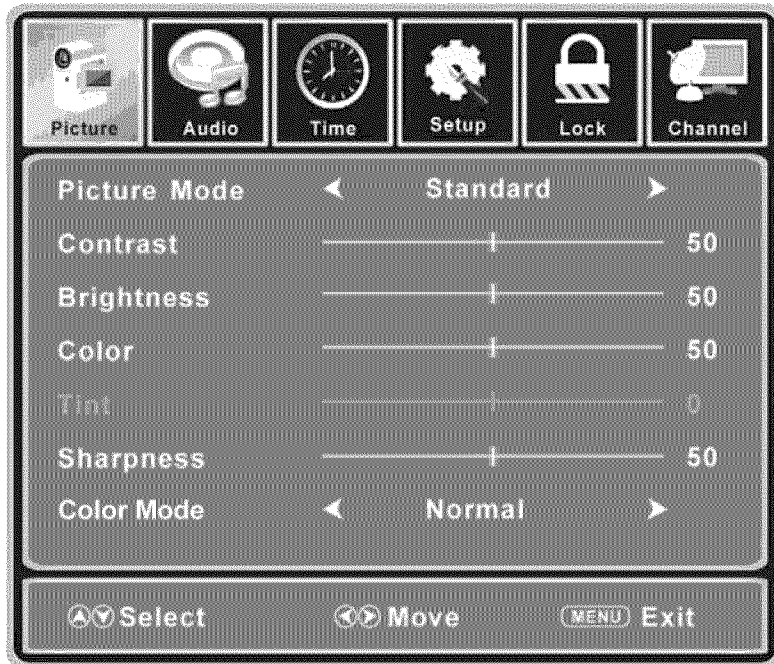 Picture Audio Time Setup Lock Channel
Picture Mode Standard
Contrast 50
Brightness 50
Color 50
Tint 0
Sharpness 50
Color Mode Normal
Select Move MENU Exit